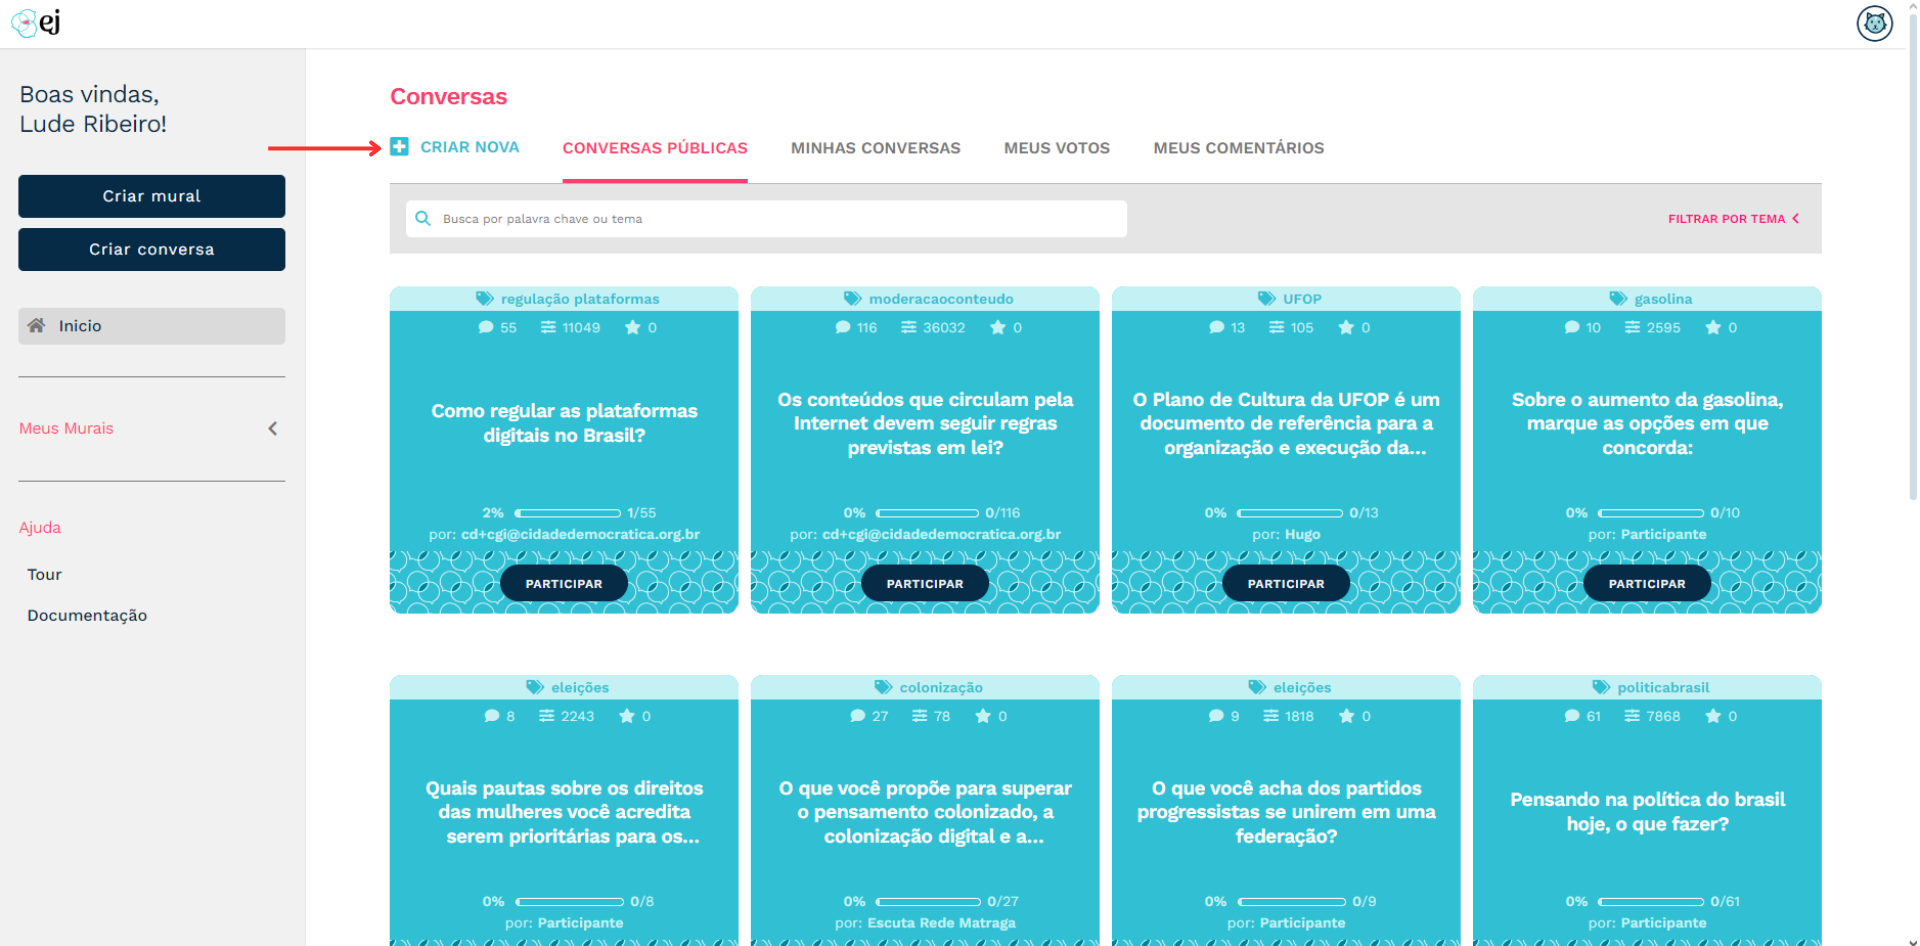 ej
Boas vindas,
Lude Ribeiro!
Criar mural
Criar conversa
Inicio
Meus Murais
Ajuda
Tour
Documentação
Conversas
CRIAR NOVA
CONVERSAS PÚBLICAS
MINHAS CONVERSAS
MEUS VOTOS
MEUS COMENTÁRIOS
Busca por palavra chave ou tema
FILTRAR POR TEMA
regulação plataformas
55 11049 0
Como regular as plataformas
digitais no Brasil?
2% 1/55
por: cd+cgi@cidadedemocratica.org.br
PARTICIPAR
moderacaoconteudo
116 36032 0
Os conteúdos que circulam pela
Internet devem seguir regras
previstas em lei?
0% 0/116
por: cd+cgi@cidadedemocratica.org.br
PARTICIPAR
UFOP
13 105 0
O Plano de Cultura da UFOP é um
documento de referência para a
organização e execução da...
0% 0/13
por: Hugo
PARTICIPAR
gasolina
10 2595 0
Sobre o aumento da gasolina,
marque as opções em que
concorda:
0% 0/10
por: Participante
PARTICIPAR
eleições
8 2243 0
Quais pautas sobre os direitos
das mulheres você acredita
serem prioritárias para os...
0% 0/8
por: Participante
colonização
27 78 0
O que você propõe para superar
o pensamento colonizado, a
colonização digital e a...
0% 0/27
por: Escuta Rede Matraga
eleições
9 1818 0
O que você acha dos partidos
progressistas se unirem em uma
federação?
0% 0/9
por: Participante
politicabrasil
61 7868 0
Pensando na política do brasil
hoje, o que fazer?
0% 0/61
por: Participante